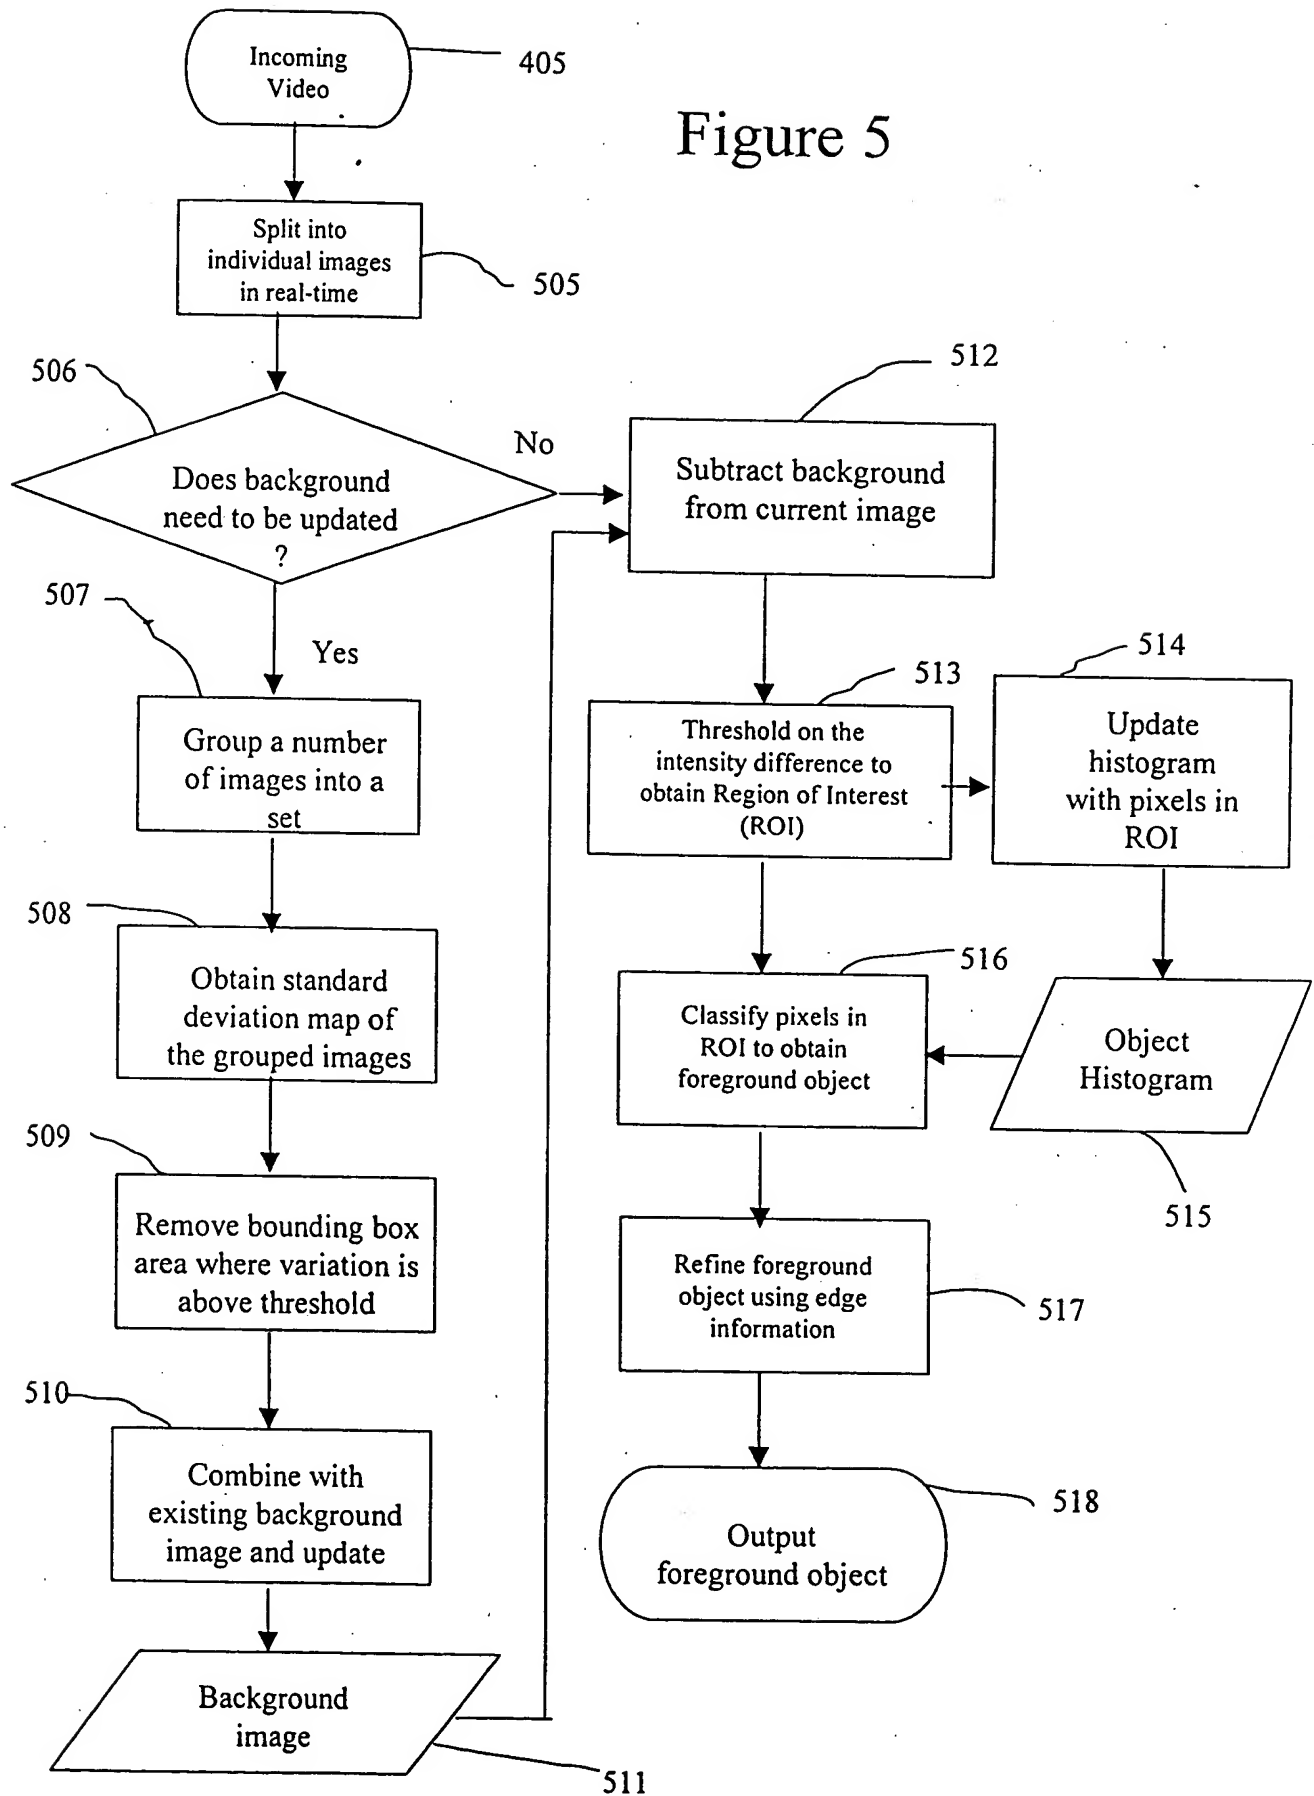 Incoming
Video
405
Figure 5
Split into
individual images
in real-time
505
506
Does background
need to be updated
?
No
Yes
507
Group a number
of images into a
set
508
Obtain standard
deviation map of
the grouped images
509
Remove bounding box
area where variation is
above threshold
510
Combine with
existing background
image and update
Background
image
511
512
Subtract background
from current image
513
Threshold on the
intensity difference to
obtain Region of Interest
(ROI)
514
Update
histogram
with pixels in
ROI
Object
Histogram
515
516
Classify pixels in
ROI to obtain
foreground object
Refine foreground
object using edge
information
517
Output
foreground object
518